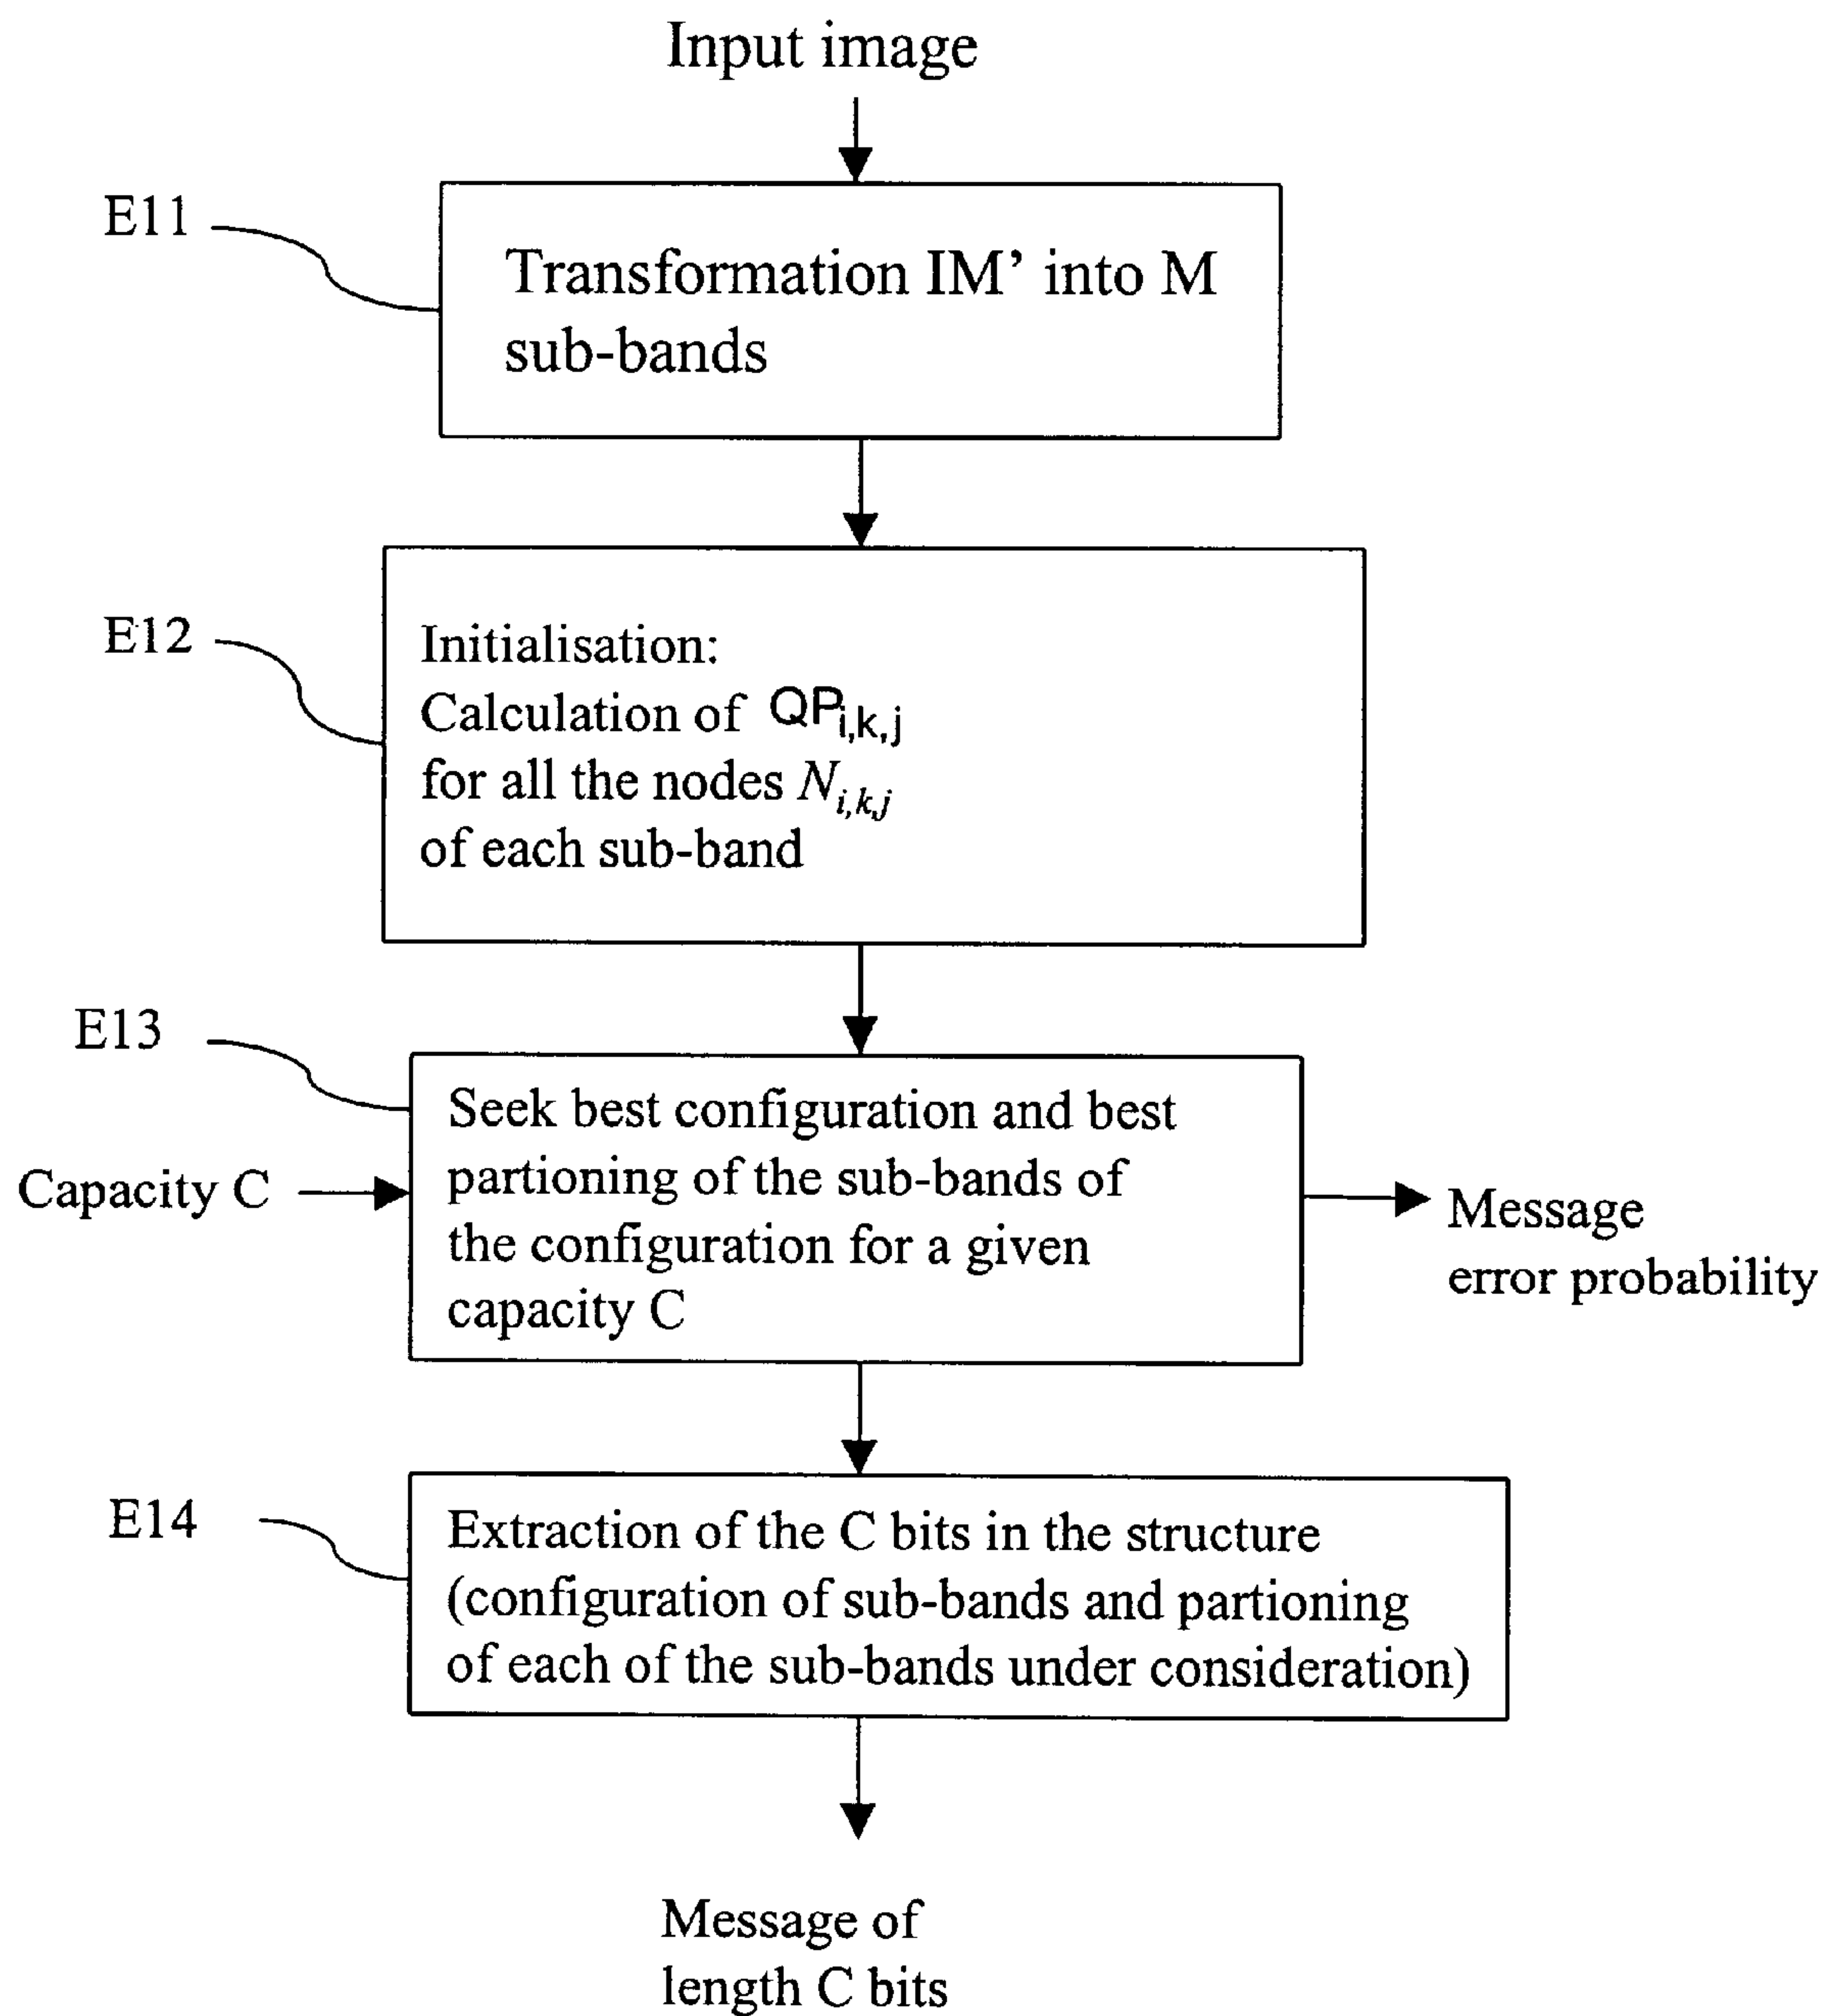 Input image
E11
Transformation IM’ into M
sub-bands
E12
Initialisation:
Calculation of QPi,k,j
for all the nodes Ni,k,j
of each sub-band
E13
Seek best configuration and best
partioning of the sub-bands of
the configuration for a given
capacity C
Capacity C
Message
error probability
E14
Extraction of the C bits in the structure
(configuration of sub-bands and partioning
of each of the sub-bands under consideration)
Message of
length C bits